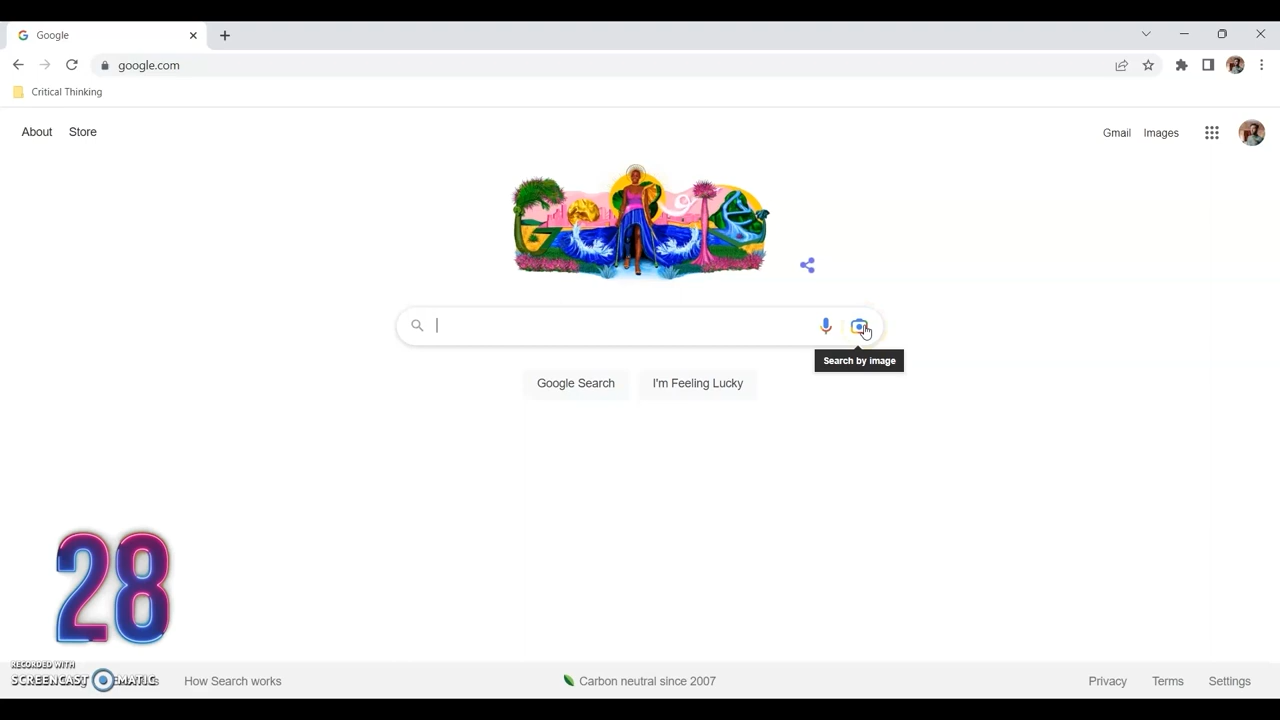 Google
google.com
Critical Thinking
About Store
Gmail Images
Search by image
Google Search I'm Feeling Lucky
28
RECORDED WITH
SCREENCAST MATIC
How Search works
Carbon neutral since 2007
Privacy Terms Settings